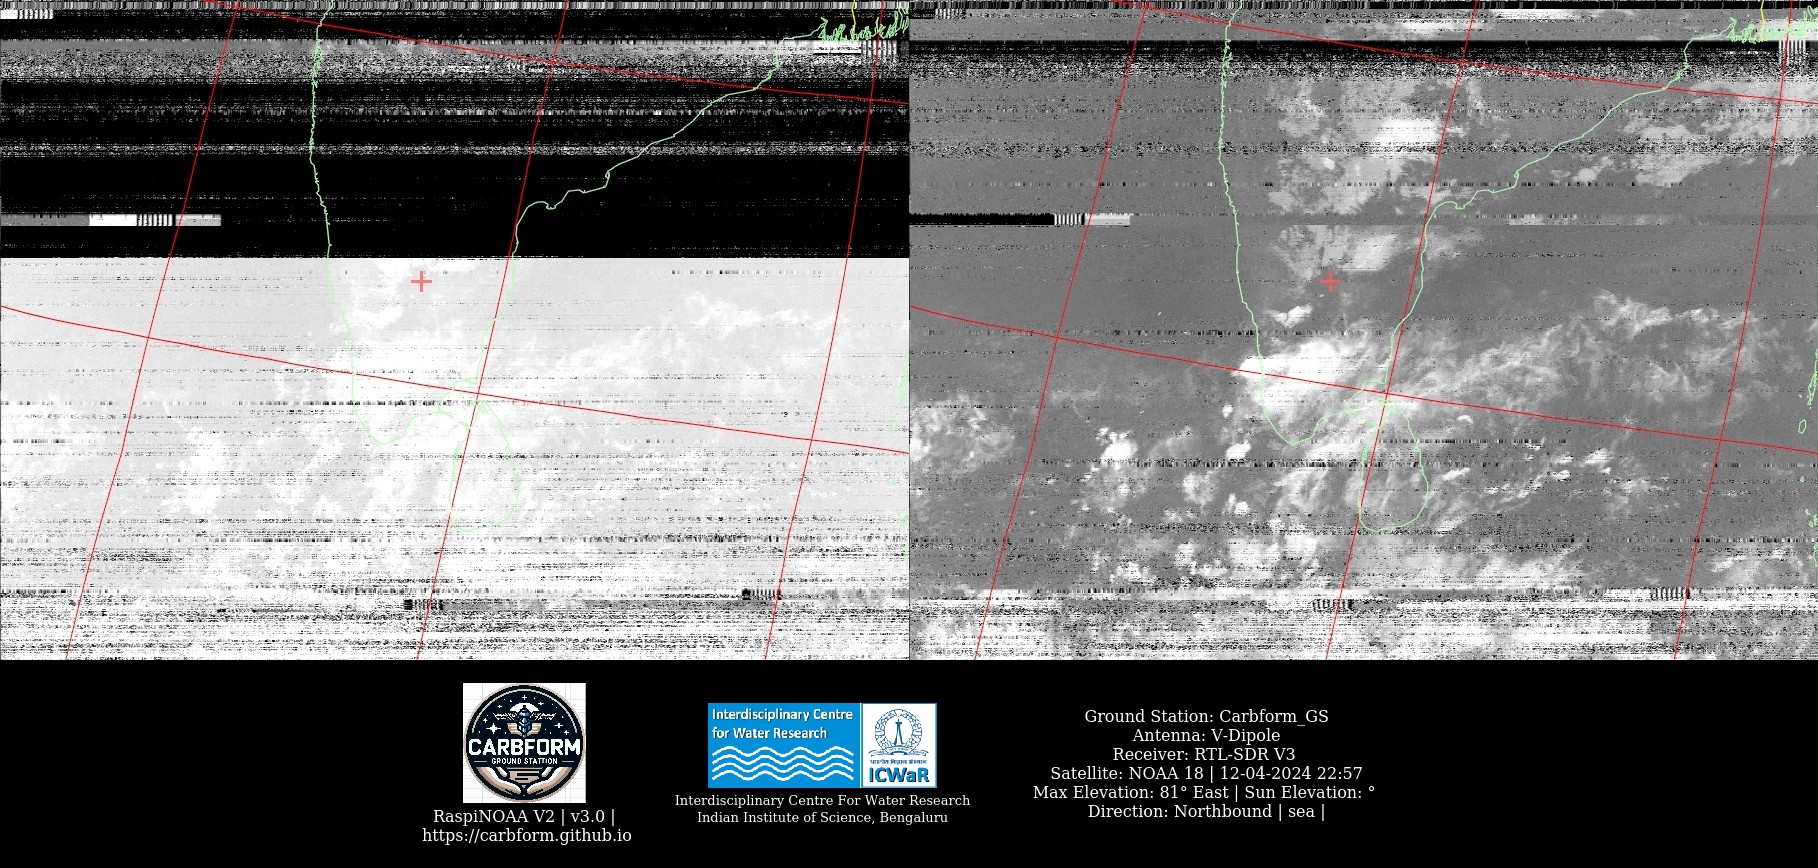 CARBFORM
GROUND STATTION
RaspiNOAA V2 | v3.0 |
https://carbform.github.io
Interdisciplinary Centre
for Water Research
ICWaR
Interdisciplinary Centre For Water Research
Indian Institute of Science, Bengaluru
Ground Station: Carbform_GS
Antenna: V-Dipole
Receiver: RTL-SDR V3
Satellite: NOAA 18 | 12-04-2024 22:57
Max Elevation: 81° East | Sun Elevation: °
Direction: Northbound | sea |